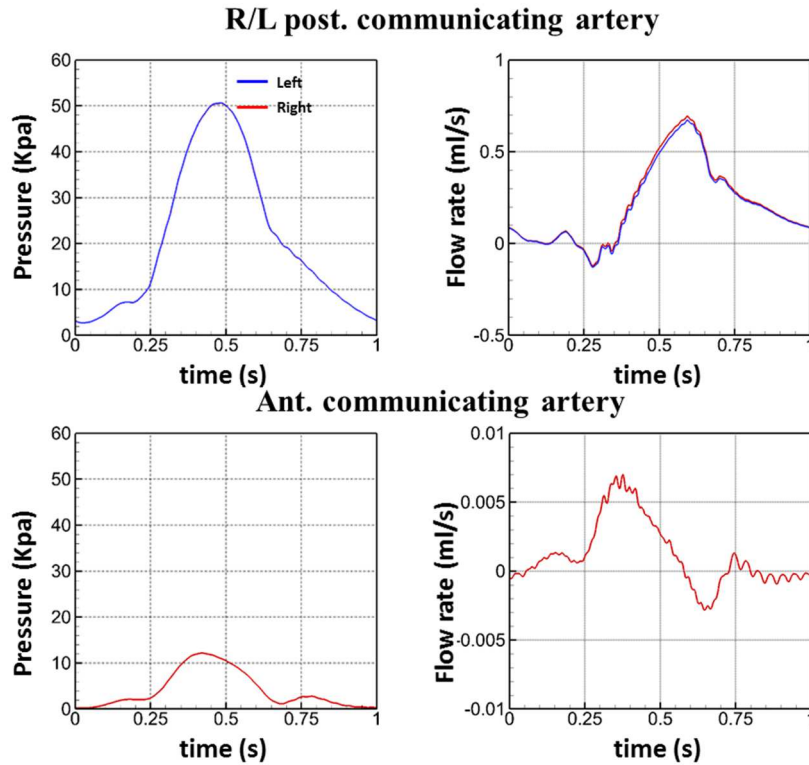 R/L post. communicating artery
Pressure (Kpa)
60
50
40
30
20
10
0
Left
Right
0 0.25 0.5 0.75 1
time (s)
Flow rate (ml/s)
1
0.5
0
-0.5
0 0.25 0.5 0.75 1
time (s)
Ant. communicating artery
Pressure (Kpa)
60
50
40
30
20
10
0
0 0.25 0.5 0.75 1
time (s)
Flow rate (ml/s)
0.01
0.005
0
-0.005
-0.01
0 0.25 0.5 0.75 1
time (s)